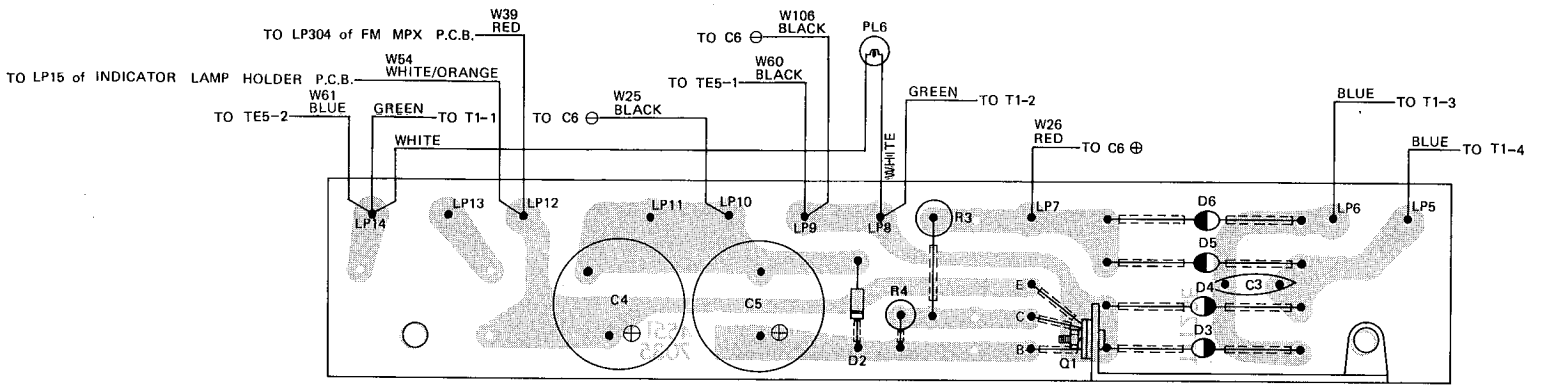 W39
RED
TO LP304 of FM MPX P.C.B.
W106
BLACK
TO C6 ⊖
PL6
W54
WHITE/ORANGE
TO LP15 of INDICATOR LAMP HOLDER P.C.B.
W60
BLACK
TO TE5-1
W61
BLUE
TO TE5-2
GREEN
TO T1-1
W25
BLACK
TO C6 ⊖
GREEN
TO T1-2
BLUE
TO T1-3
WHITE
WHITE
W26
RED
TO C6 ⊕
BLUE
TO T1-4
LP14
LP13
LP12
LP11
LP10
LP9
LP8
R3
LP7
D6
LP6
LP5
D5
C4
C5
R4
E
C
B
D4
C3
D3
D2
Q1